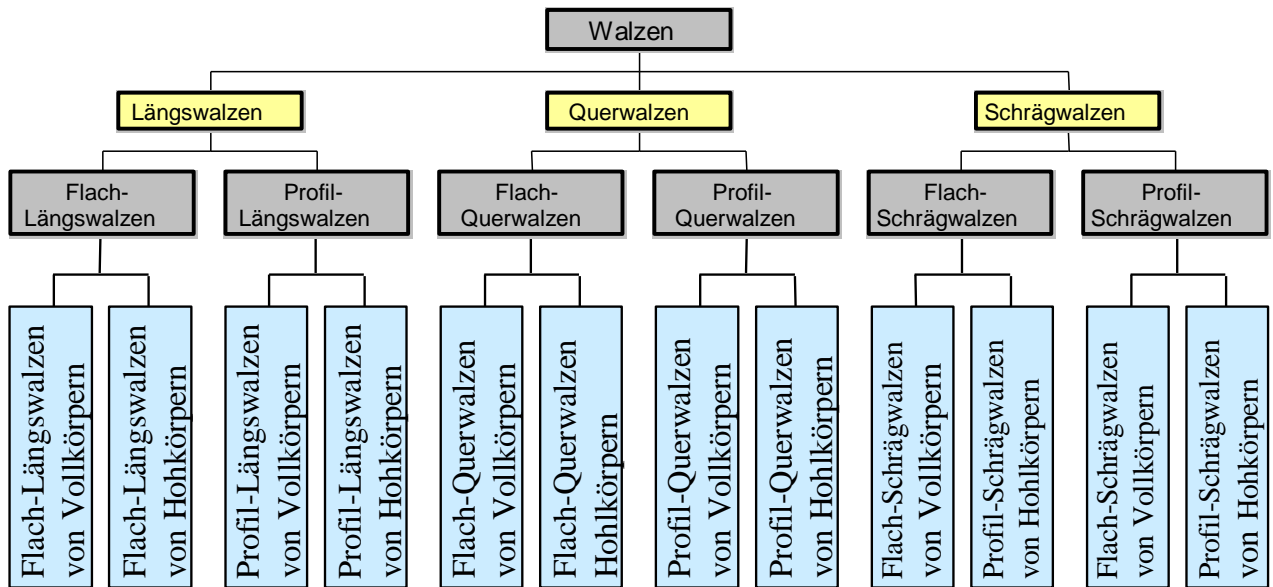 Walzen
Längswalzen
Querwalzen
Schrägwalzen
Flach-
Längswalzen
Profil-
Längswalzen
Flach-
Querwalzen
Profil-
Querwalzen
Flach-
Schrägwalzen
Profil-
Schrägwalzen
Flach-Längswalzen
von Vollkörpern
Flach-Längswalzen
von Hohkörpern
Profil-Längswalzen
von Vollkörpern
Profil-Längswalzen
von Hohkörpern
Flach-Querwalzen
von Vollkörpern
Flach-Querwalzen
Hohlkörpern
Profil-Querwalzen
von Vollkörpern
Profil-Querwalzen
von Hohlkörpern
Flach-Schrägwalzen
von Vollkörpern
Profil-Schrägwalzen
von Hohlkörpern
Flach-Schrägwalzen
von Vollkörpern
Profil-Schrägwalzen
von Hohkörpern